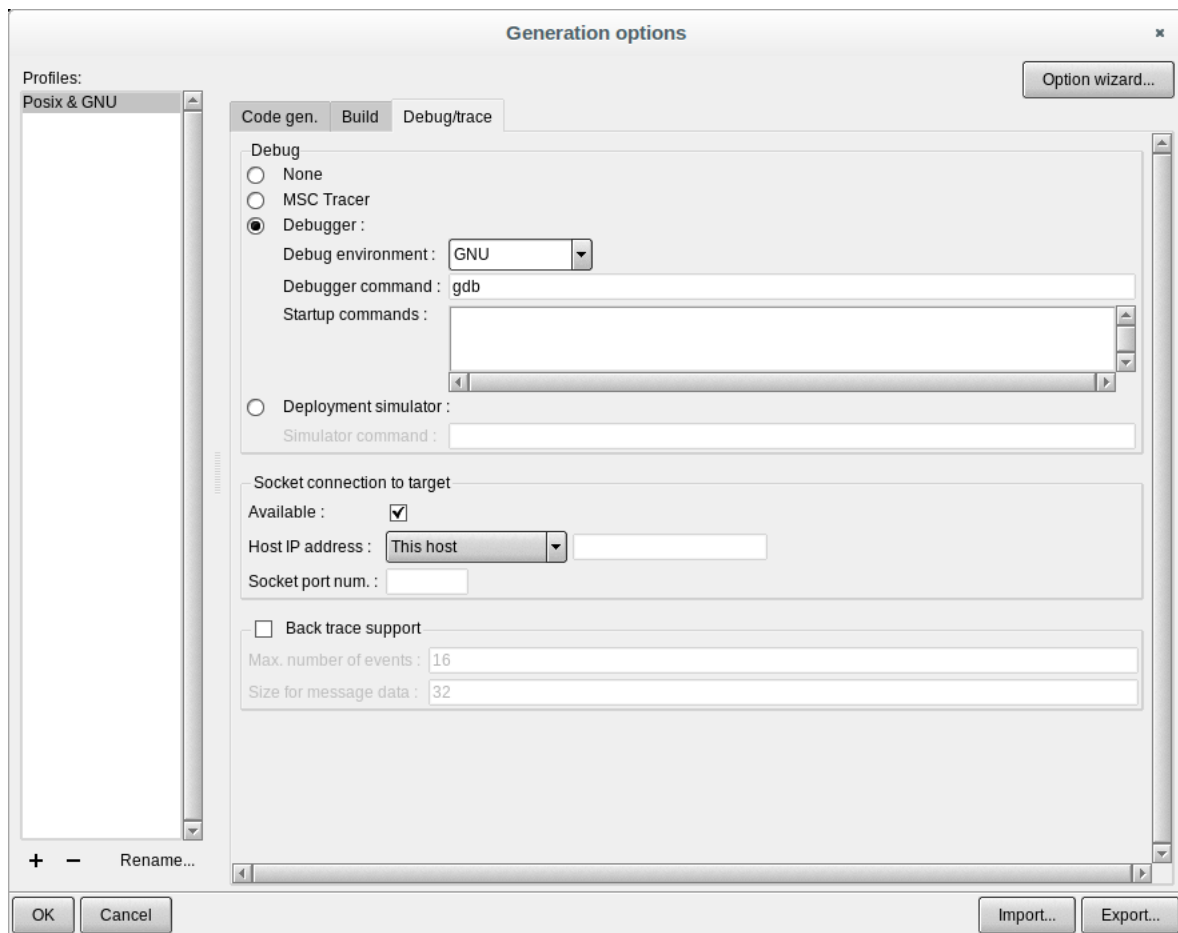 Generation options
Profiles:
Option wizard...
Posix & GNU
Code gen. Build Debug/trace
Debug
None
MSC Tracer
Debugger :
Debug environment : GNU
Debugger command : gdb
Startup commands :
Deployment simulator :
Simulator command :
Socket connection to target
Available :
Host IP address : This host
Socket port num. :
Back trace support
Max. number of events : 16
Size for message data : 32
+ − Rename...
OK Cancel Import... Export...